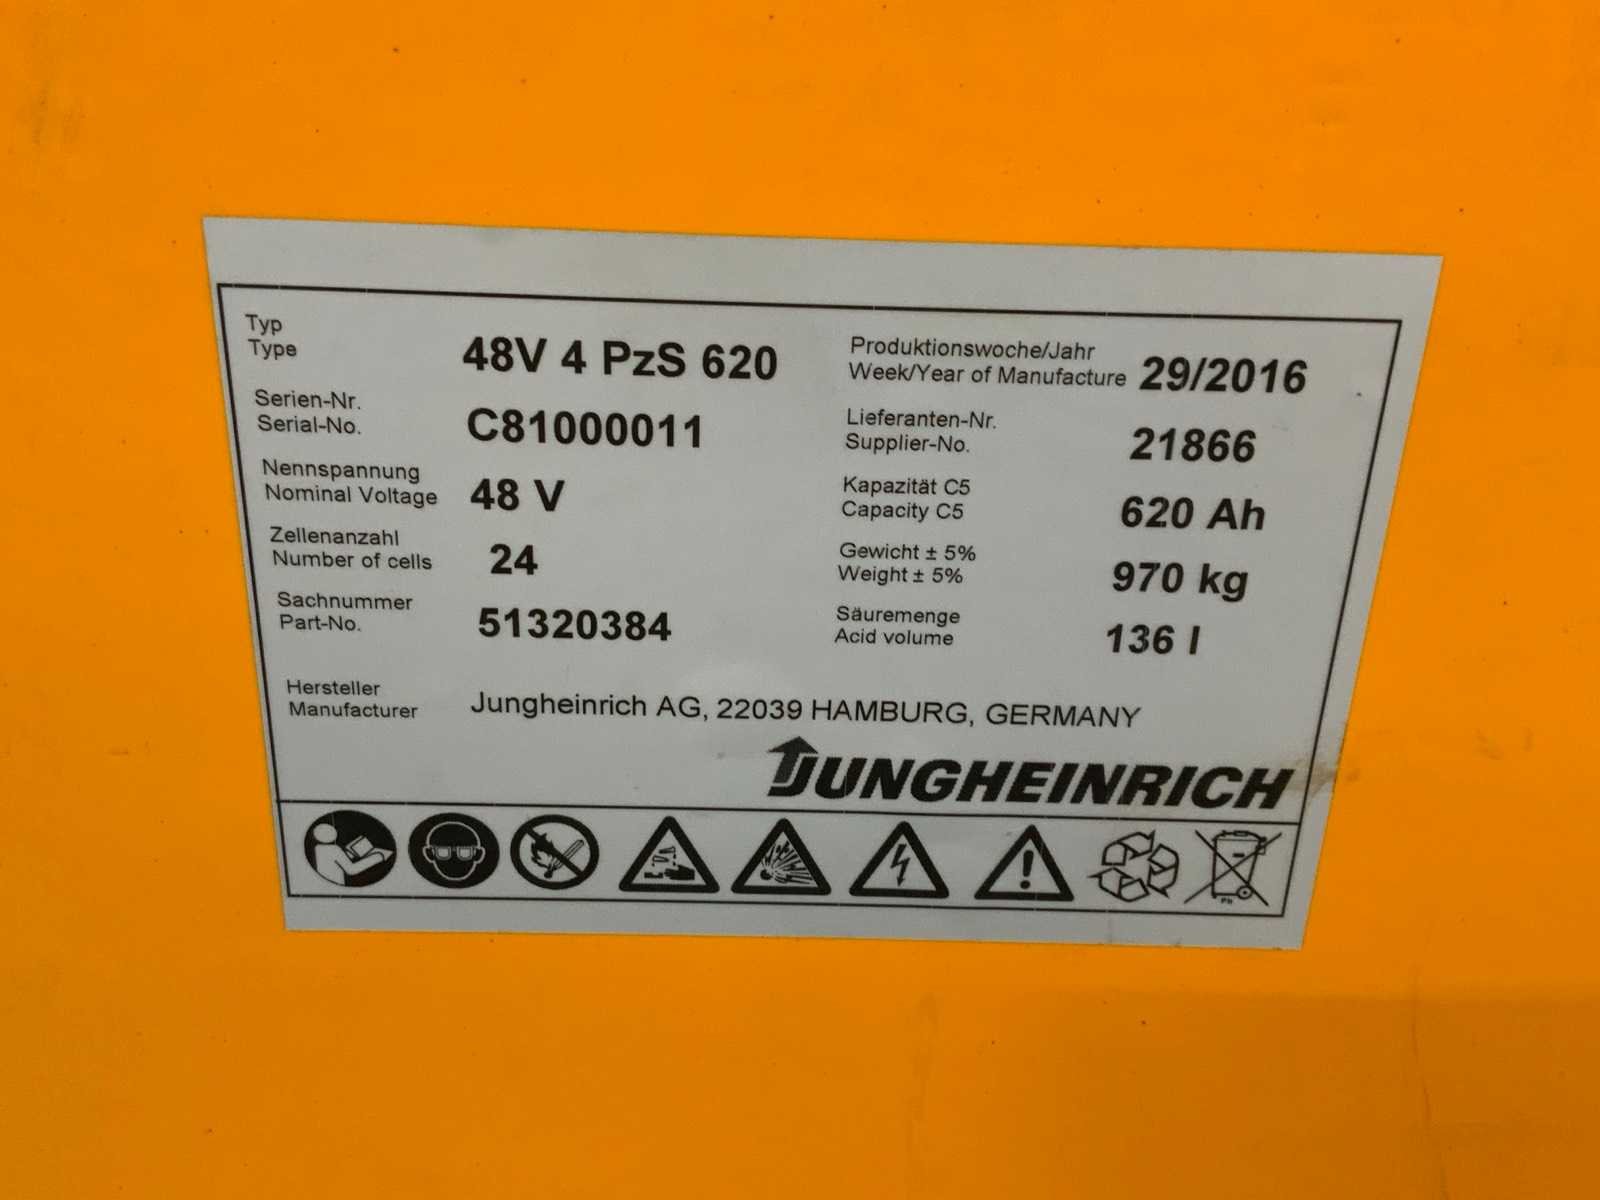 Typ
Type
48V 4 PzS 620
Produktionswoche/Jahr
Week/Year of Manufacture
29/2016
Serien-Nr.
Serial-No.
C81000011
Lieferanten-Nr.
Supplier-No.
21866
Nennspannung
Nominal Voltage
48 V
Kapazität C5
Capacity C5
620 Ah
Zellenanzahl
Number of cells
24
Gewicht ± 5%
Weight ± 5%
970 kg
Sachnummer
Part-No.
51320384
Säuremenge
Acid volume
136 l
Hersteller
Manufacturer
Jungheinrich AG, 22039 HAMBURG, GERMANY
JUNGHEINRICH
Pb